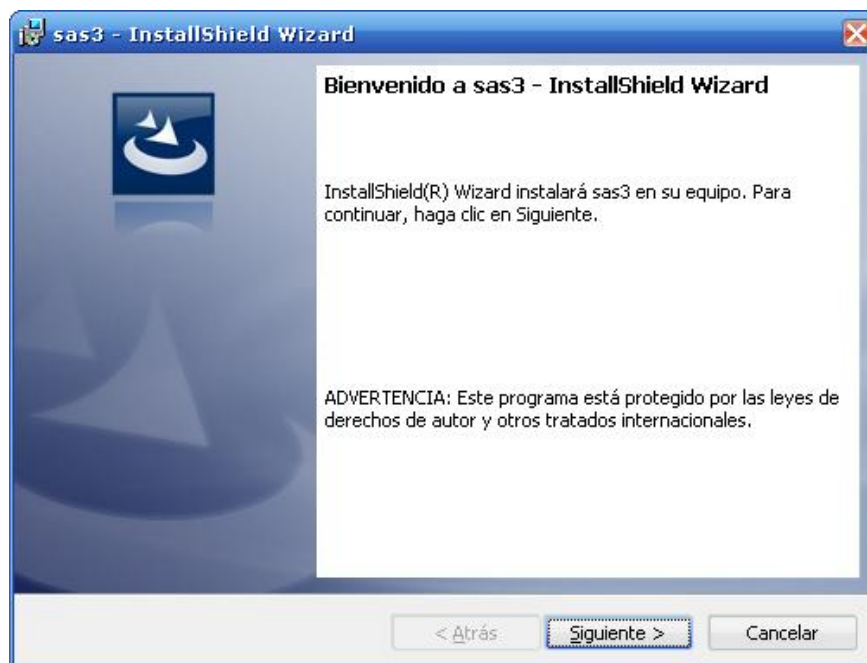 sas3 - InstallShield Wizard
Bienvenido a sas3 - InstallShield Wizard
InstallShield(R) Wizard instalará sas3 en su equipo. Para
continuar, haga clic en Siguiente.
ADVERTENCIA: Este programa está protegido por las leyes de
derechos de autor y otros tratados internacionales.
< Atrás
Siguiente >
Cancelar